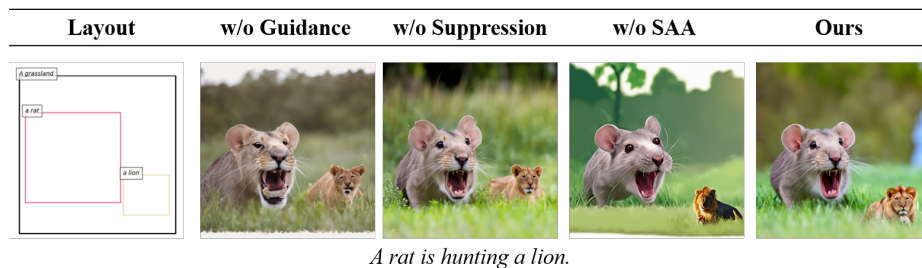 Layout w/o Guidance w/o Suppression w/o SAA Ours
A grassland
a rat
a lion
A rat is hunting a lion.